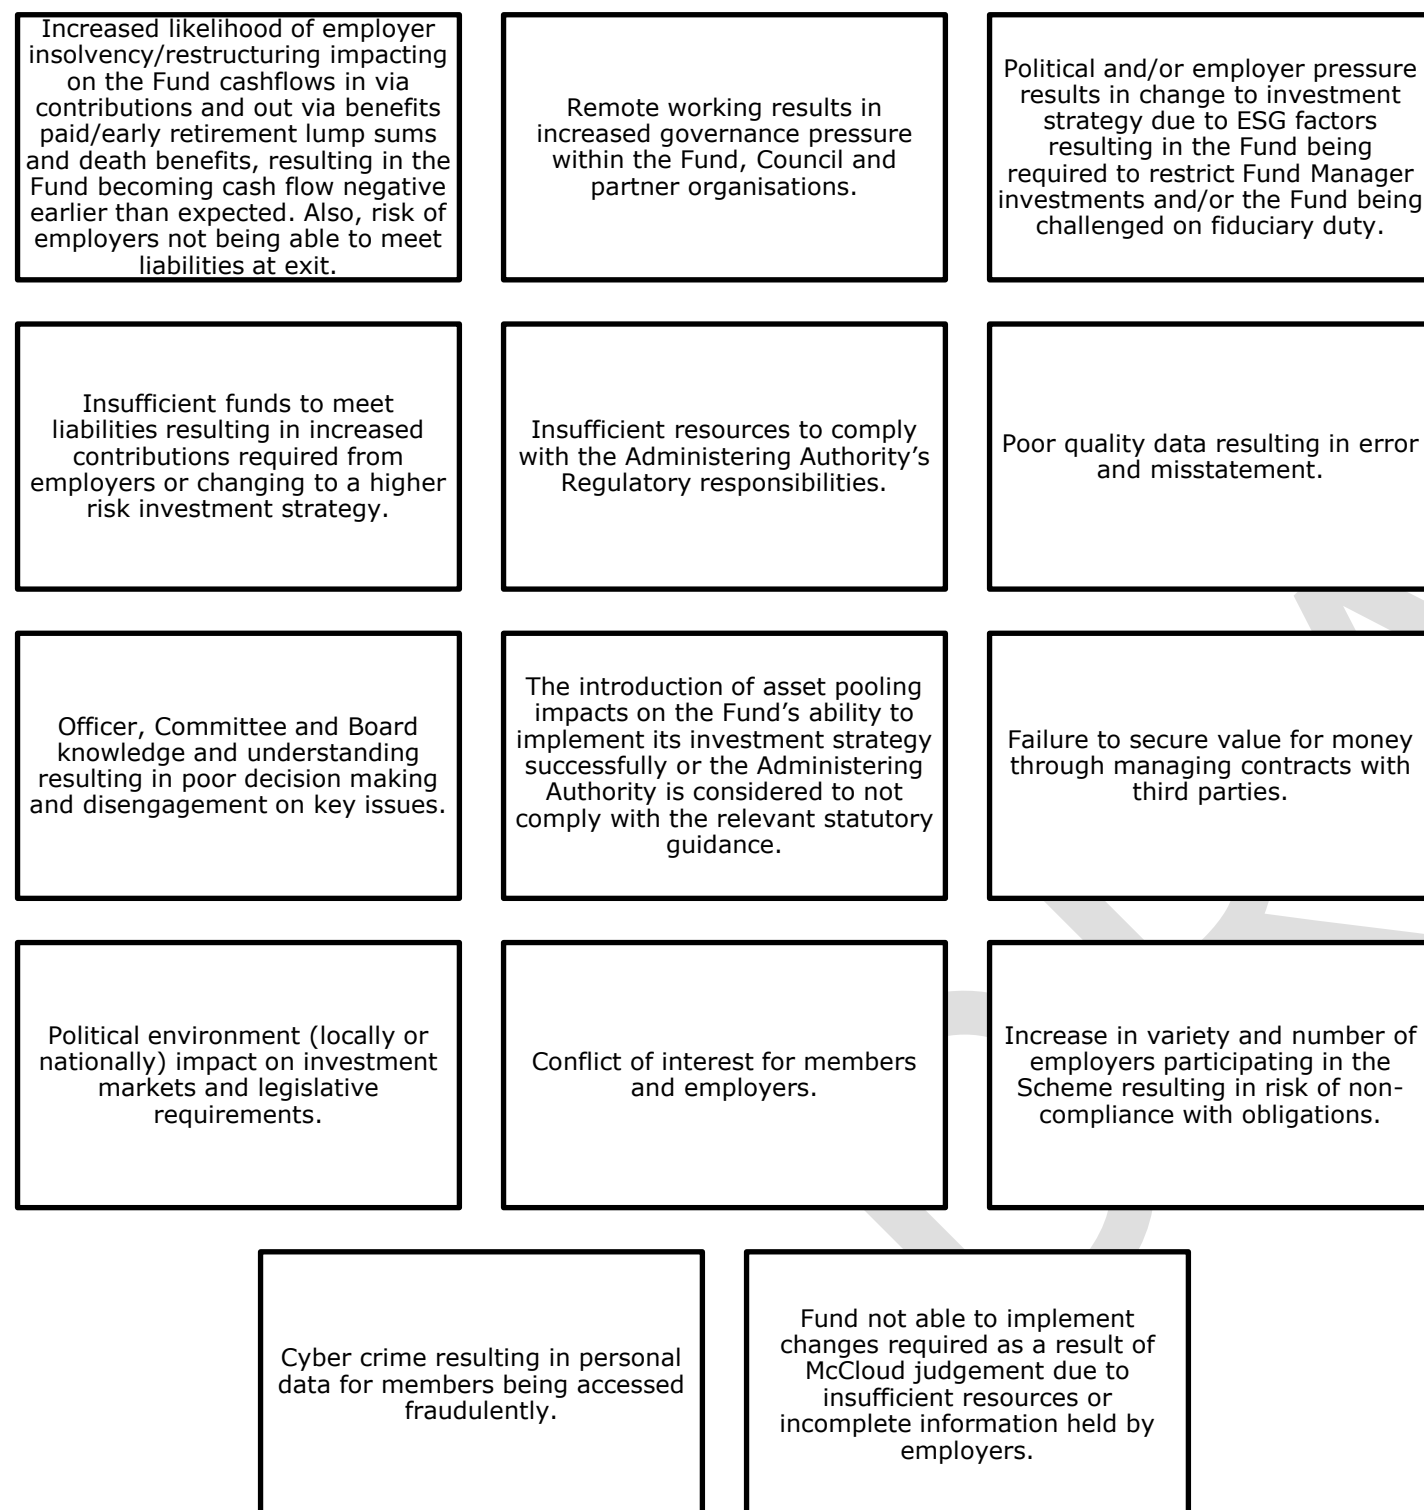 Increased likelihood of employer
insolvency/restructuring impacting
on the Fund cashflows in via
contributions and out via benefits
paid/early retirement lump sums
and death benefits, resulting in the
Fund becoming cash flow negative
earlier than expected. Also, risk of
employers not being able to meet
liabilities at exit.
Remote working results in
increased governance pressure
within the Fund, Council and
partner organisations.
Political and/or employer pressure
results in change to investment
strategy due to ESG factors
resulting in the Fund being
required to restrict Fund Manager
investments and/or the Fund being
challenged on fiduciary duty.
Insufficient funds to meet
liabilities resulting in increased
contributions required from
employers or changing to a higher
risk investment strategy.
Insufficient resources to comply
with the Administering Authority’s
Regulatory responsibilities.
Poor quality data resulting in error
and misstatement.
Officer, Committee and Board
knowledge and understanding
resulting in poor decision making
and disengagement on key issues.
The introduction of asset pooling
impacts on the Fund’s ability to
implement its investment strategy
successfully or the Administering
Authority is considered to not
comply with the relevant statutory
guidance.
Failure to secure value for money
through managing contracts with
third parties.
Political environment (locally or
nationally) impact on investment
markets and legislative
requirements.
Conflict of interest for members
and employers.
Increase in variety and number of
employers participating in the
Scheme resulting in risk of non-
compliance with obligations.
Cyber crime resulting in personal
data for members being accessed
fraudulently.
Fund not able to implement
changes required as a result of
McCloud judgement due to
insufficient resources or
incomplete information held by
employers.